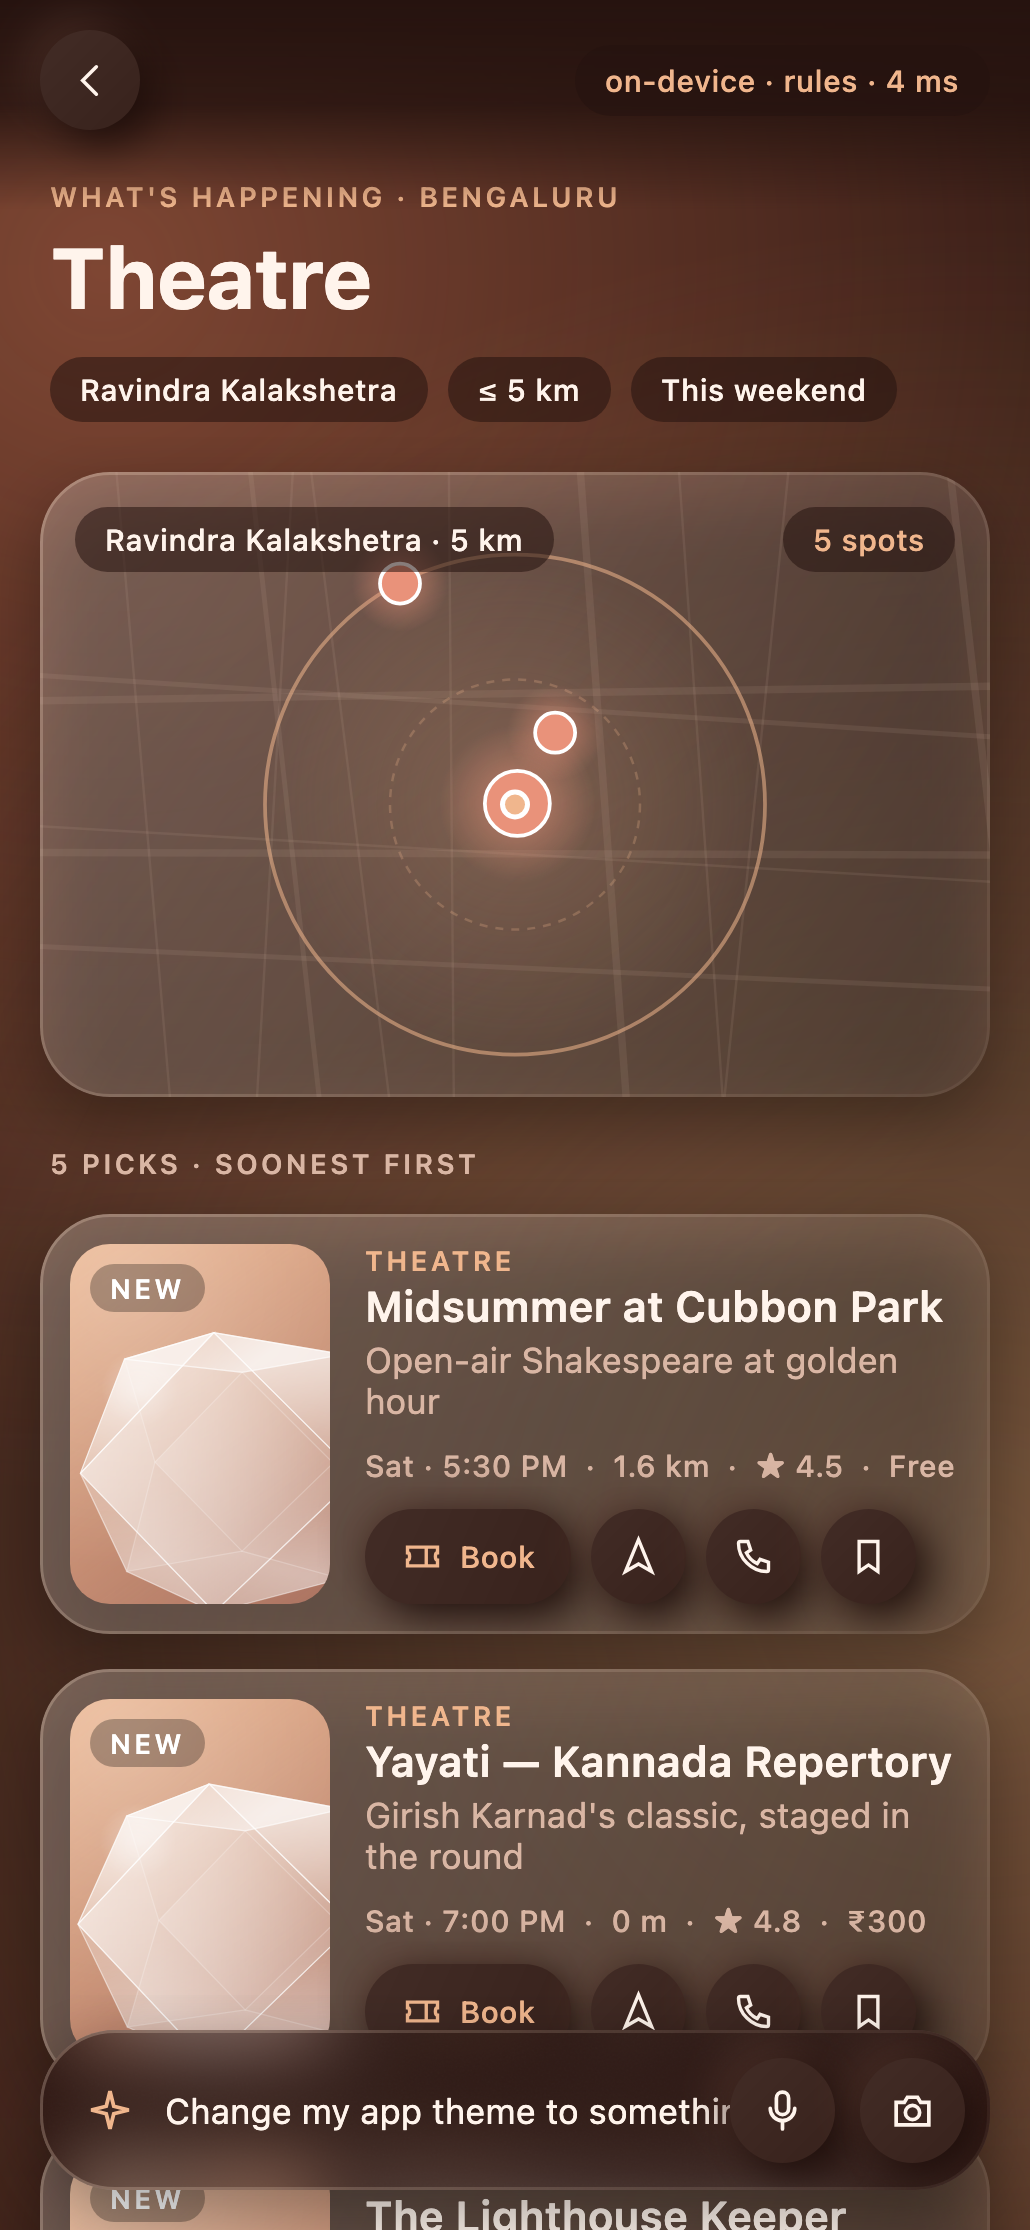 on-device · rules · 4 ms
WHAT'S HAPPENING · BENGALURU
Theatre
Ravindra Kalakshetra
≤ 5 km
This weekend
Ravindra Kalakshetra · 5 km
5 spots
5 PICKS · SOONEST FIRST
NEW
THEATRE
Midsummer at Cubbon Park
Open-air Shakespeare at golden
hour
Sat · 5:30 PM · 1.6 km · ★ 4.5 · Free
Book
NEW
THEATRE
Yayati — Kannada Repertory
Girish Karnad's classic, staged in
the round
Sat · 7:00 PM · 0 m · ★ 4.8 · ₹300
Book
Change my app theme to somethin
NEW
The Lighthouse Keeper